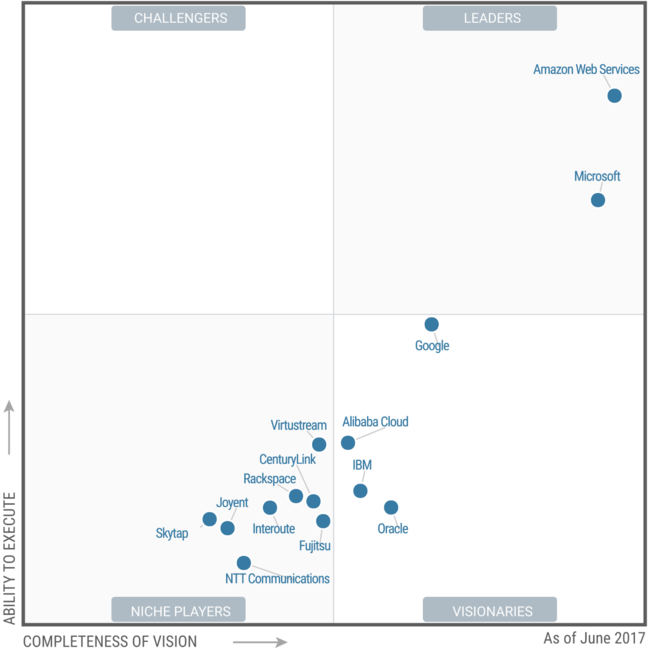 CHALLENGERS
LEADERS
Amazon Web Services
Microsoft
Google
Virtustream
Alibaba Cloud
CenturyLink
IBM
Rackspace
Joyent
Skytap
Interoute
Oracle
Fujitsu
NTT Communications
NICHE PLAYERS
VISIONARIES
ABILITY TO EXECUTE
COMPLETENESS OF VISION
As of June 2017